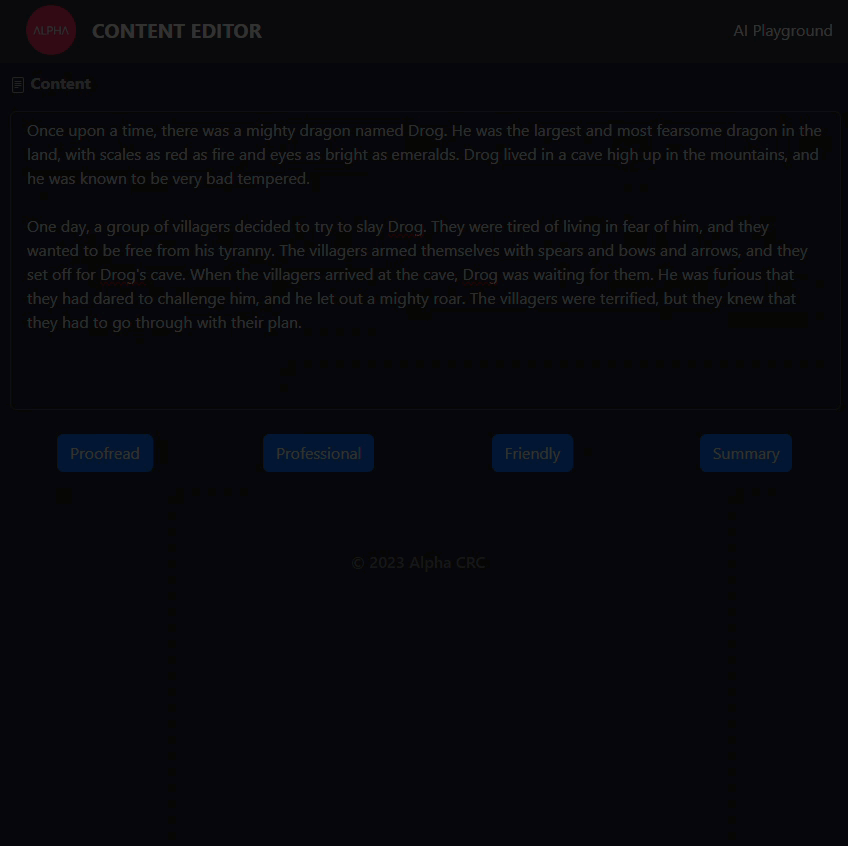 ALPHA
CONTENT EDITOR
AI Playground
Content
Once upon a time, there was a mighty dragon named Drog. He was the largest and most fearsome dragon in the
land, with scales as red as fire and eyes as bright as emeralds. Drog lived in a cave high up in the mountains, and
he was known to be very bad tempered.
One day, a group of villagers decided to try to slay Drog. They were tired of living in fear of him, and they
wanted to be free from his tyranny. The villagers armed themselves with spears and bows and arrows, and they
set off for Drog's cave. When the villagers arrived at the cave, Drog was waiting for them. He was furious that
they had dared to challenge him, and he let out a mighty roar. The villagers were terrified, but they knew that
they had to go through with their plan.
Proofread
Professional
Friendly
Summary
© 2023 Alpha CRC